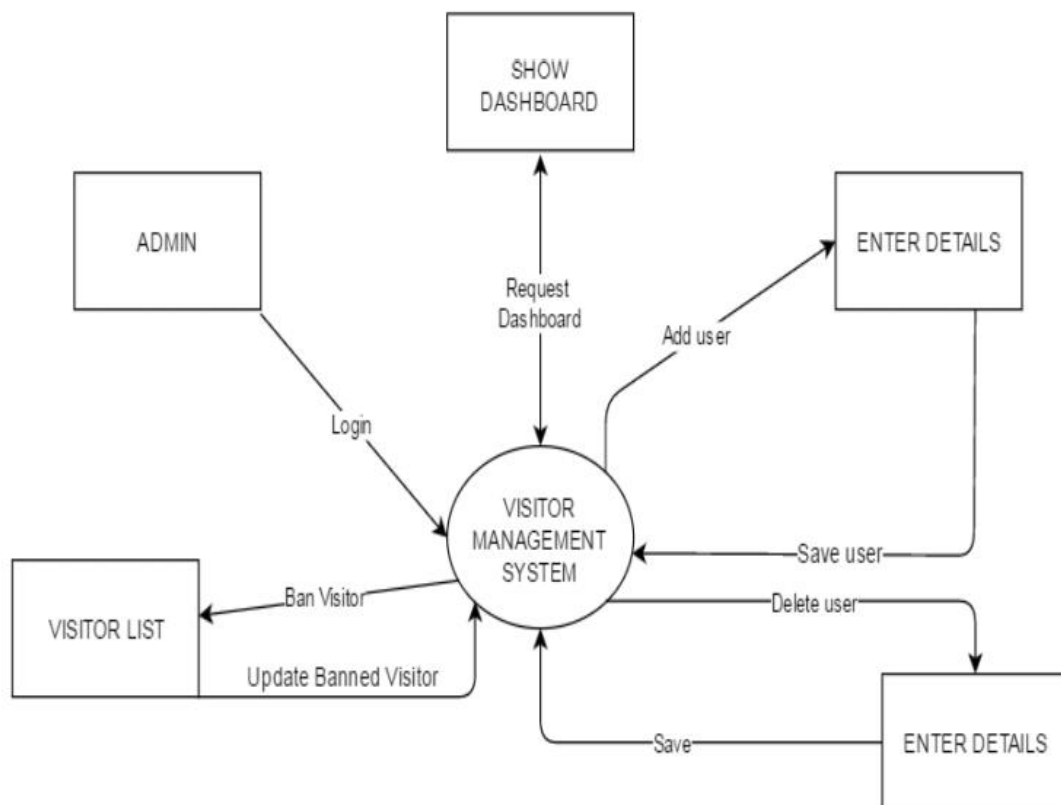 SHOW
DASHBOARD
ADMIN
ENTER DETAILS
Request
Dashboard
Add user
Login
VISITOR
MANAGEMENT
SYSTEM
Save user
Ban Visitor
Delete user
VISITOR LIST
Update Banned Visitor
Save
ENTER DETAILS